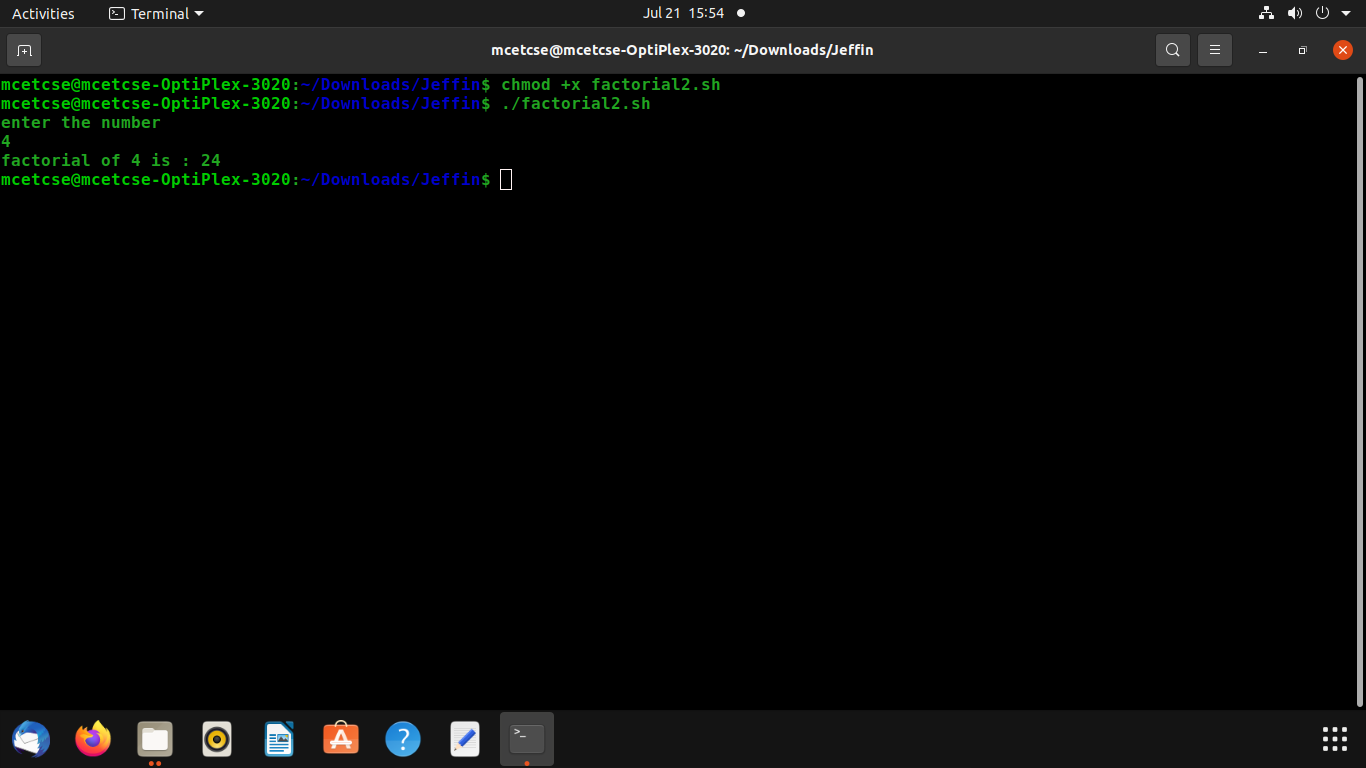 Activities Terminal Jul 21 15:54
mcetcse@mcetcse-OptiPlex-3020: ~/Downloads/Jeffin
mcetcse@mcetcse-OptiPlex-3020:~/Downloads/Jeffin$ chmod +x factorial2.sh
mcetcse@mcetcse-OptiPlex-3020:~/Downloads/Jeffin$ ./factorial2.sh
enter the number
4
factorial of 4 is : 24
mcetcse@mcetcse-OptiPlex-3020:~/Downloads/Jeffin$